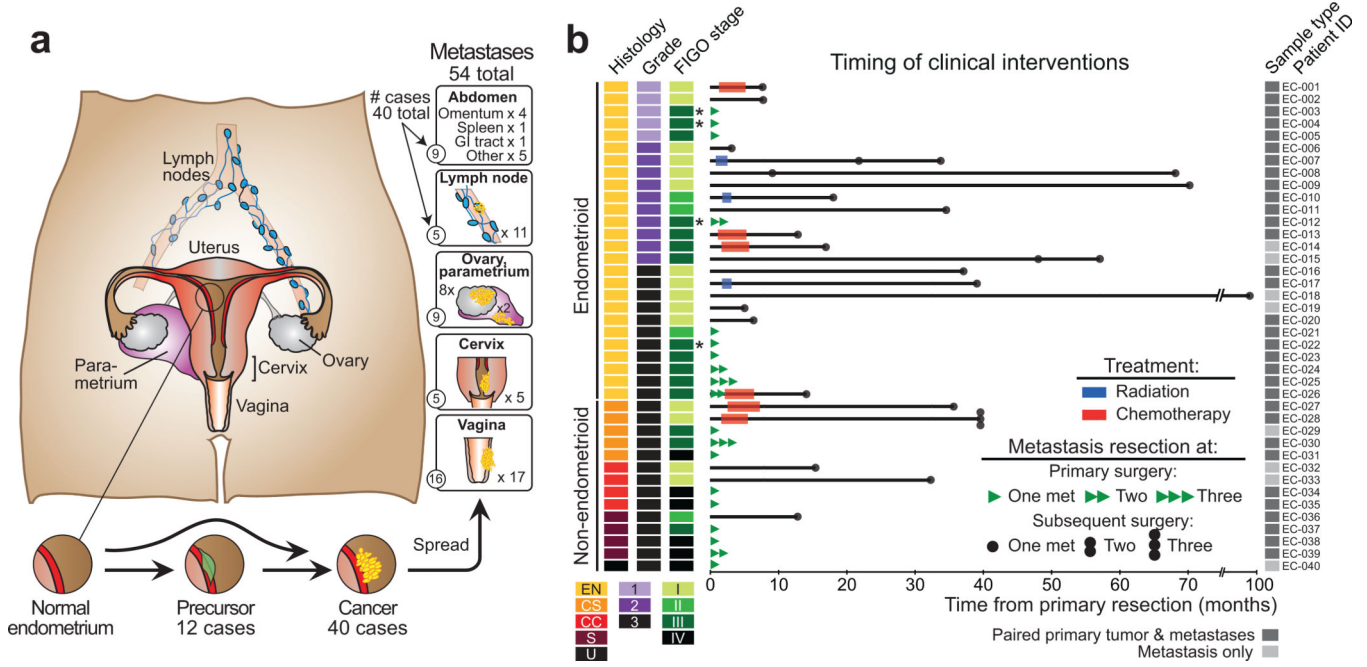 a
Metastases
54 total
# cases
40 total
Abdomen
Omentum x 4
Spleen x 1
GI tract x 1
Other x 5
9
Lymph node
x 11
5
Ovary,
parametrium
8x
x2
9
Cervix
x 5
5
Vagina
x 17
16
Lymph
nodes
Uterus
Para-
metrium
Cervix
Ovary
Vagina
Spread
Normal
endometrium
Precursor
12 cases
Cancer
40 cases
b
Histology
Grade
FIGO stage
Timing of clinical interventions
Sample type
Patient ID
Endometrioid
Non-endometrioid
*
*
*
*
EC-001
EC-002
EC-003
EC-004
EC-005
EC-006
EC-007
EC-008
EC-009
EC-010
EC-011
EC-012
EC-013
EC-014
EC-015
EC-016
EC-017
EC-018
EC-019
EC-020
EC-021
EC-022
EC-023
EC-024
EC-025
EC-026
EC-027
EC-028
EC-029
EC-030
EC-031
EC-032
EC-033
EC-034
EC-035
EC-036
EC-037
EC-038
EC-039
EC-040
Treatment:
Radiation
Chemotherapy
Metastasis resection at:
Primary surgery:
One met Two Three
Subsequent surgery:
One met Two Three
0 10 20 30 40 50 60 70 100
Time from primary resection (months)
EN 1 I
CS 2 II
CC 3 III
S IV
U
Paired primary tumor & metastases
Metastasis only